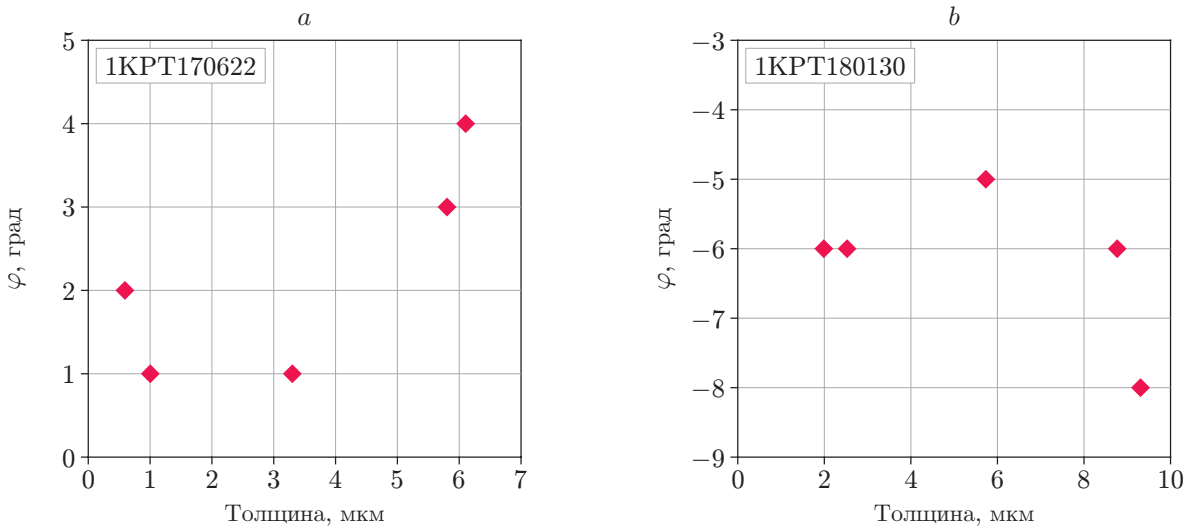 a
5
1KPT170622
4
3
2
1
0
φ, град
0 1 2 3 4 5 6 7
Толщина, мкм
b
−3
1KPT180130
−4
−5
−6
−7
−8
−9
φ, град
0 2 4 6 8 10
Толщина, мкм